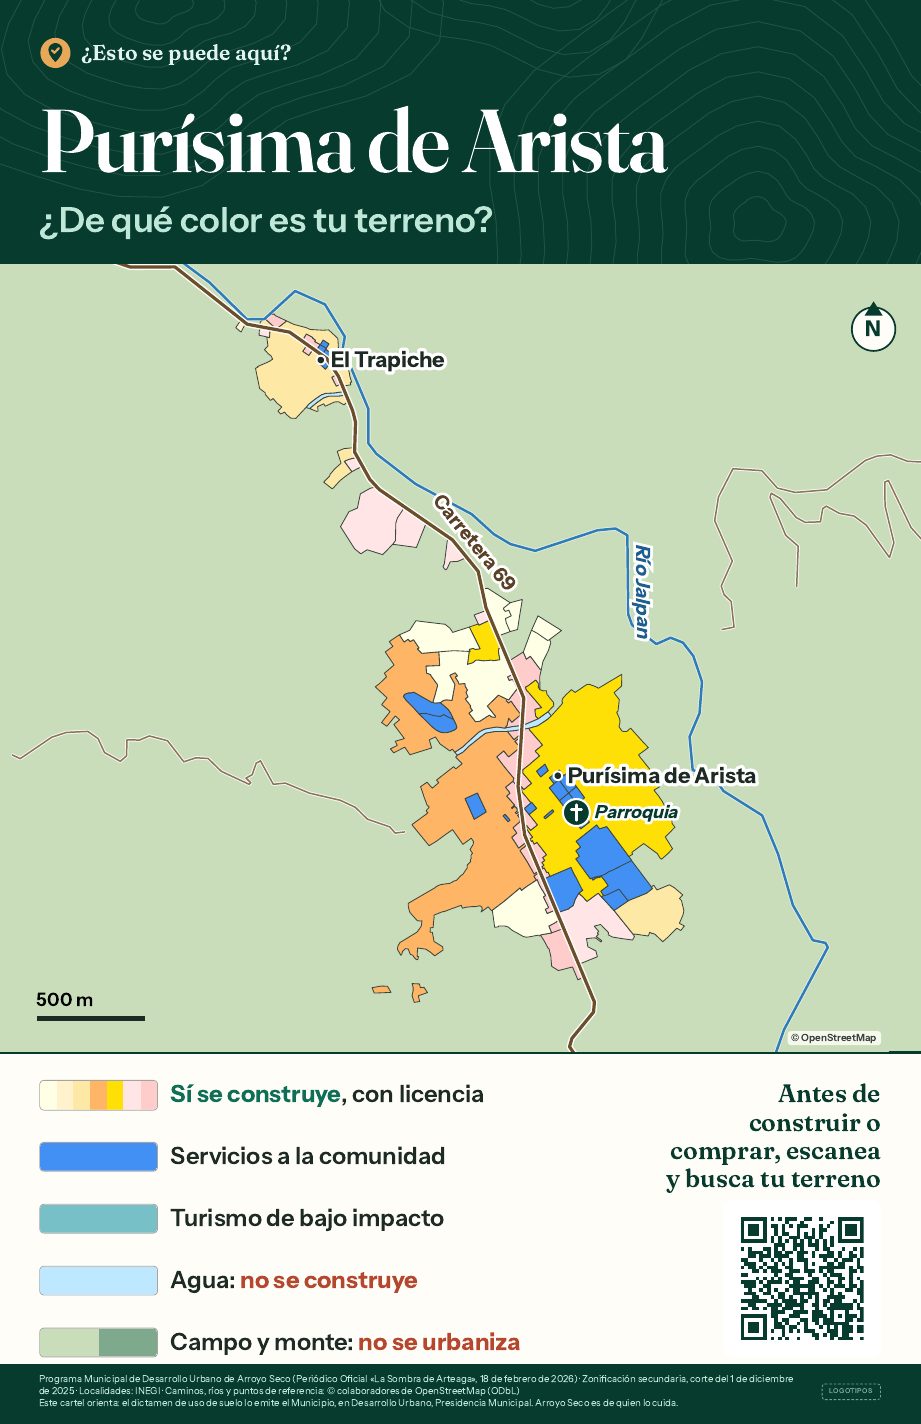 ¿Esto se puede aquí?
Purísima de Arista
¿De qué color es tu terreno?
N
El Trapiche
Carretera 69
Río Jalpan
Purísima de Arista
Parroquia
500 m
© OpenStreetMap
Sí se construye, con licencia
Servicios a la comunidad
Turismo de bajo impacto
Agua: no se construye
Campo y monte: no se urbaniza
Antes de
construir o
comprar, escanea
y busca tu terreno
Programa Municipal de Desarrollo Urbano de Arroyo Seco (Periódico Oficial «La Sombra de Arteaga», 18 de febrero de 2026) · Zonificación secundaria, corte del 1 de diciembre
de 2025 · Localidades: INEGI · Caminos, ríos y puntos de referencia: © colaboradores de OpenStreetMap (ODbL)
Este cartel orienta: el dictamen de uso de suelo lo emite el Municipio, en Desarrollo Urbano, Presidencia Municipal. Arroyo Seco es de quien lo cuida.
LOGOTIPOS